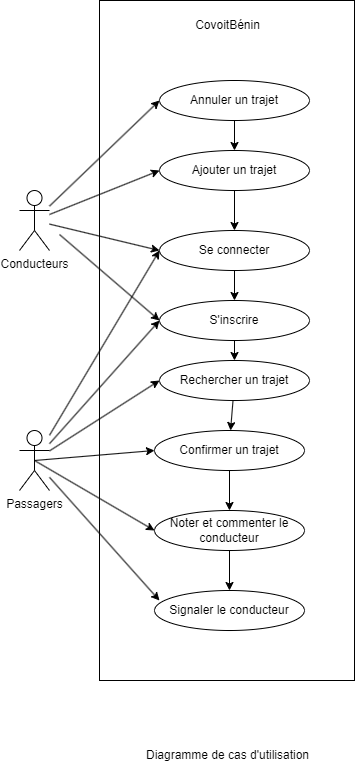 CovoitBénin
Annuler un trajet
Ajouter un trajet
Se connecter
Conducteurs
S'inscrire
Rechercher un trajet
Confirmer un trajet
Passagers
Noter et commenter le
conducteur
Signaler le conducteur
Diagramme de cas d'utilisation